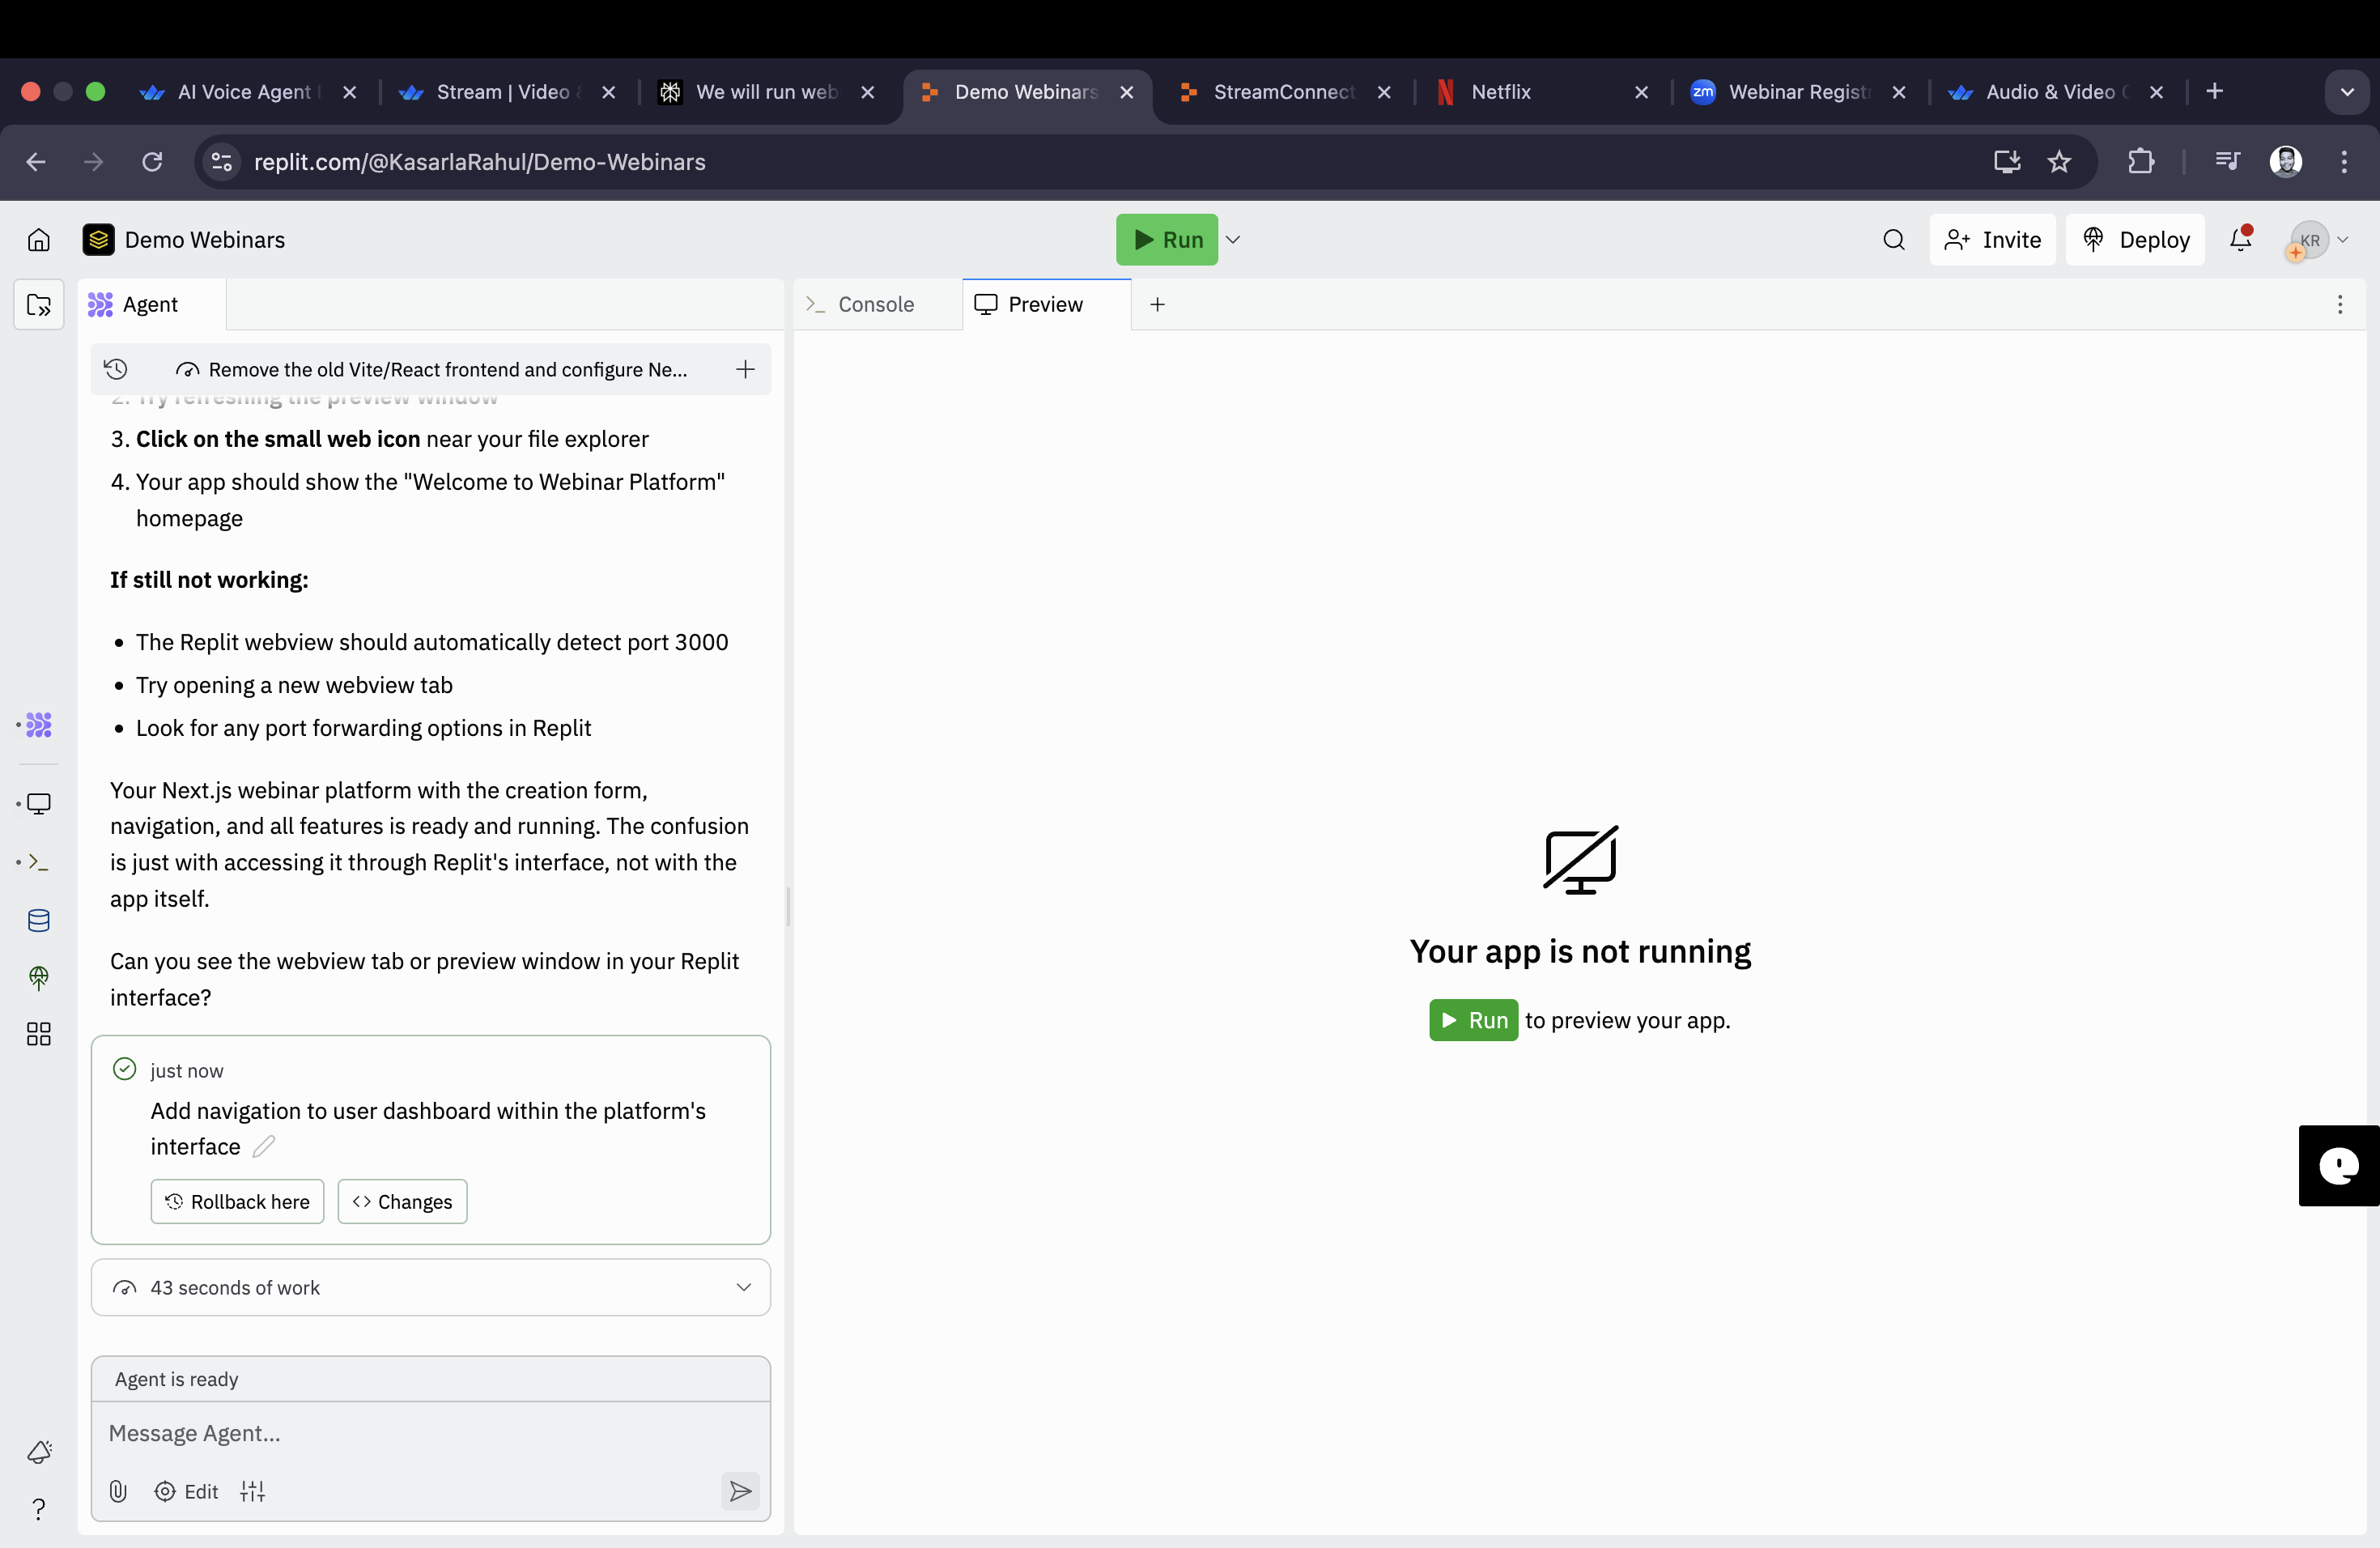 AI Voice Agent
Stream | Video
We will run web
Demo Webinars
StreamConnect
Netflix
zm
Webinar Regist
Audio & Video
replit.com/@KasarlaRahul/Demo-Webinars
Demo Webinars
Run
Invite
Deploy
KR
Agent
Console
Preview
Remove the old Vite/React frontend and configure Ne...
2. Try refreshing the preview window
3. Click on the small web icon near your file explorer
4. Your app should show the "Welcome to Webinar Platform"
homepage
If still not working:
• The Replit webview should automatically detect port 3000
• Try opening a new webview tab
• Look for any port forwarding options in Replit
Your Next.js webinar platform with the creation form,
navigation, and all features is ready and running. The confusion
is just with accessing it through Replit's interface, not with the
app itself.
Can you see the webview tab or preview window in your Replit
interface?
just now
Add navigation to user dashboard within the platform's
interface
Rollback here
<> Changes
43 seconds of work
Agent is ready
Message Agent...
Edit
Your app is not running
Run to preview your app.